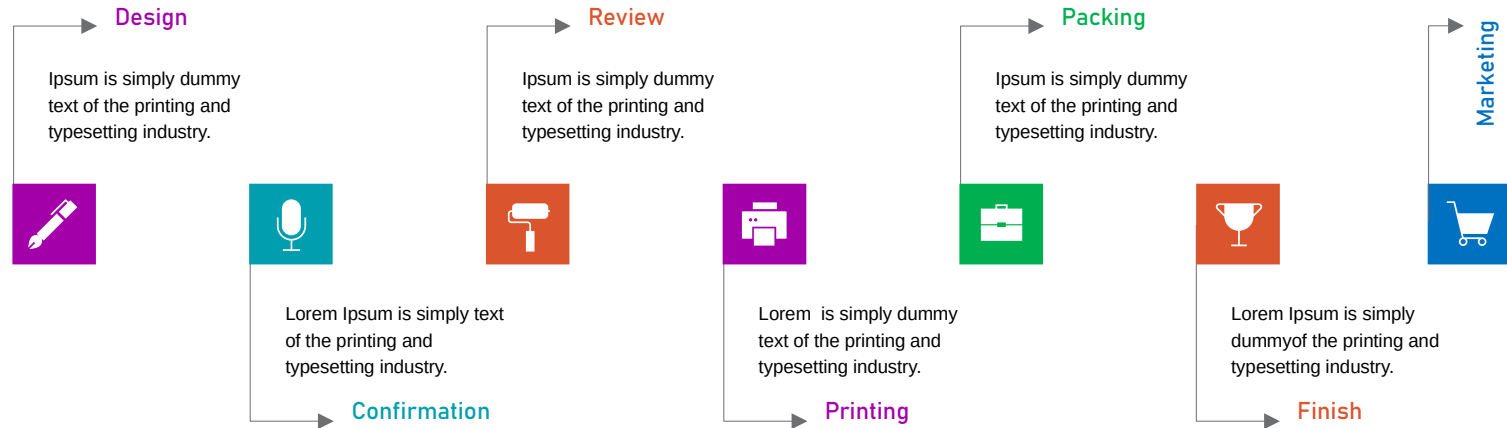 Design
Ipsum is simply dummy
text of the printing and
typesetting industry.
Lorem Ipsum is simply text
of the printing and
typesetting industry.
Confirmation
Review
Ipsum is simply dummy
text of the printing and
typesetting industry.
Lorem  is simply dummy
text of the printing and
typesetting industry.
Printing
Packing
Ipsum is simply dummy
text of the printing and
typesetting industry.
Lorem Ipsum is simply
dummyof the printing and
typesetting industry.
Finish
Marketing